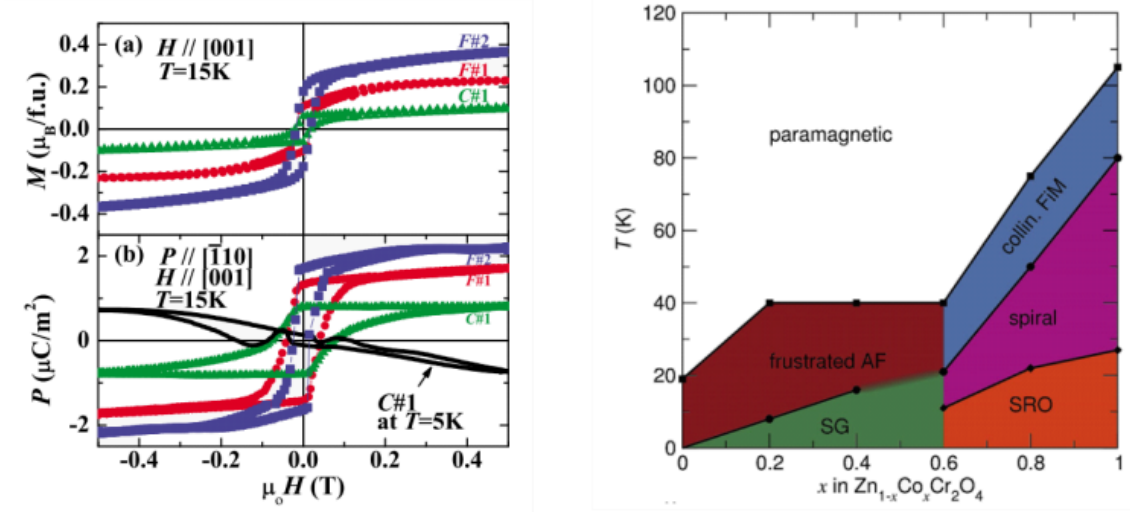 (a) H // [001]
T=15K
F#2
F#1
C#1
0.4
0.2
0.0
-0.2
-0.4
M (μB/f.u.)
(b) P // [1̄10]
H // [001]
T=15K
F#2
F#1
C#1
C#1
at T=5K
2
0
-2
P (μC/m²)
-0.4 -0.2 0.0 0.2 0.4
μoH (T)
120
100
80
60
40
20
0
T (K)
paramagnetic
collin. FiM
spiral
frustrated AF
SG
SRO
0 0.2 0.4 0.6 0.8 1
x in Zn1-xCoxCr2O4